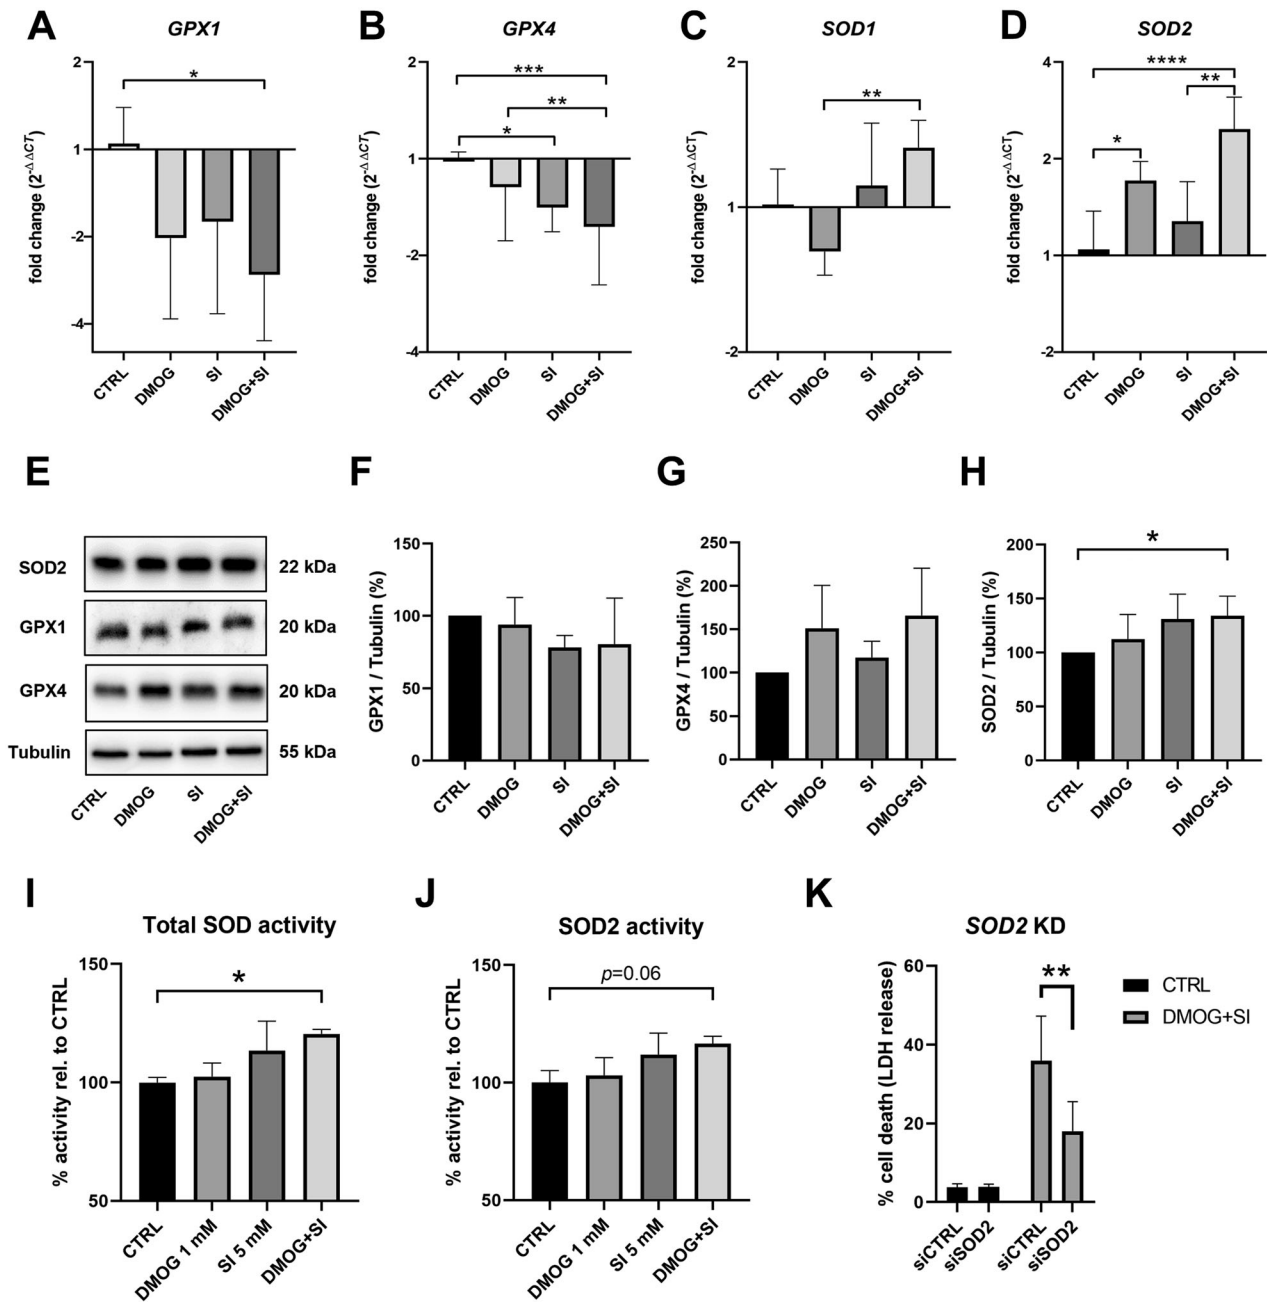 A
GPX1
fold change (2-ΔΔCT)
2
1
-2
-4
*
CTRL
DMOG
SI
DMOG+SI
B
GPX4
fold change (2-ΔΔCT)
2
1
-2
-4
***
**
*
CTRL
DMOG
SI
DMOG+SI
C
SOD1
fold change (2-ΔΔCT)
2
1
-2
**
CTRL
DMOG
SI
DMOG+SI
D
SOD2
fold change (2-ΔΔCT)
4
2
1
-2
****
**
*
CTRL
DMOG
SI
DMOG+SI
E
SOD2 22 kDa
GPX1 20 kDa
GPX4 20 kDa
Tubulin 55 kDa
CTRL
DMOG
SI
DMOG+SI
F
GPX1 / Tubulin (%)
150
100
50
0
CTRL
DMOG
SI
DMOG+SI
G
GPX4 / Tubulin (%)
250
200
150
100
50
0
CTRL
DMOG
SI
DMOG+SI
H
SOD2 / Tubulin (%)
200
150
100
50
0
*
CTRL
DMOG
SI
DMOG+SI
I
Total SOD activity
% activity rel. to CTRL
150
100
50
*
CTRL
DMOG 1 mM
SI 5 mM
DMOG+SI
J
SOD2 activity
% activity rel. to CTRL
150
100
50
p=0.06
CTRL
DMOG 1 mM
SI 5 mM
DMOG+SI
K
SOD2 KD
% cell death (LDH release)
60
40
20
0
**
siCTRL
siSOD2
siCTRL
siSOD2
CTRL
DMOG+SI